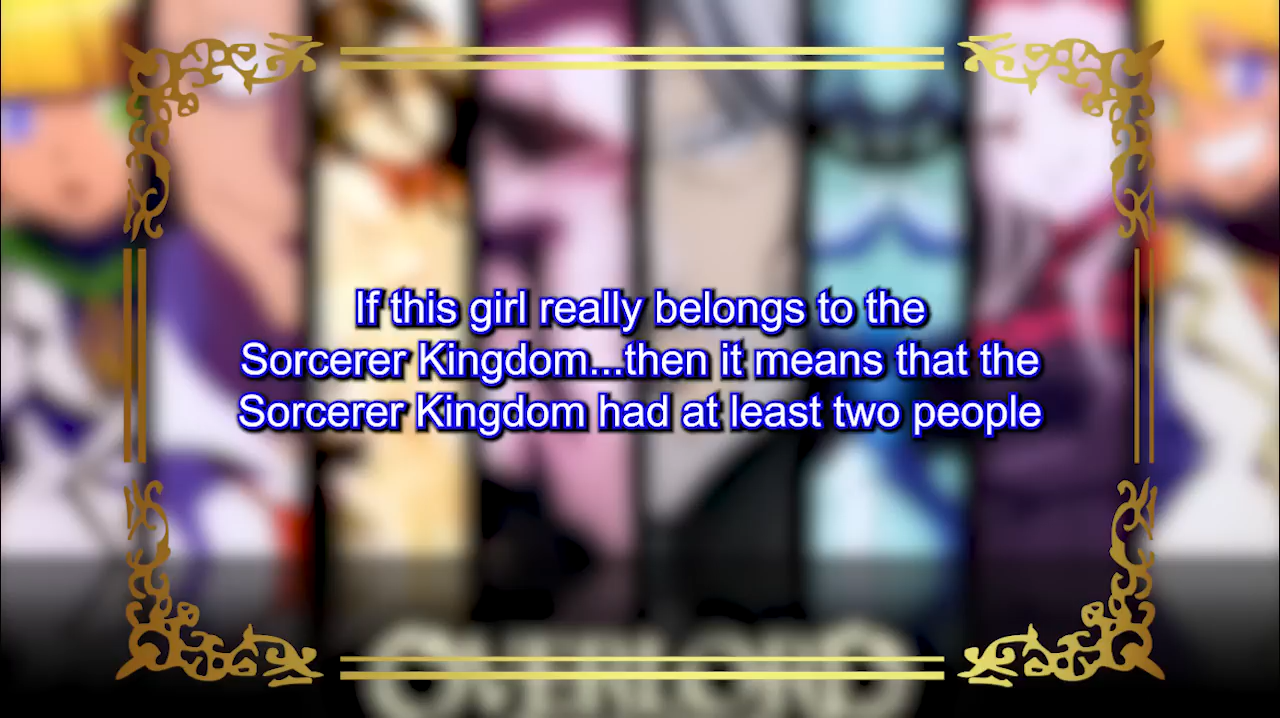 If this girl really belongs to the
Sorcerer Kingdom...then it means that the
Sorcerer Kingdom had at least two people
OVERLORD